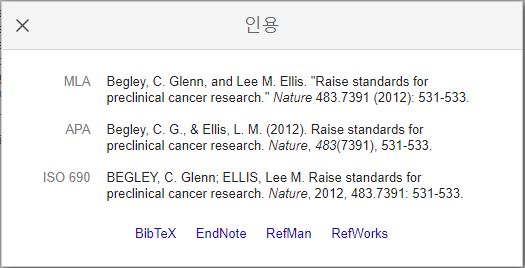 인용
MLA
Begley, C. Glenn, and Lee M. Ellis. "Raise standards for
preclinical cancer research." Nature 483.7391 (2012): 531-533.
APA
Begley, C. G., & Ellis, L. M. (2012). Raise standards for
preclinical cancer research. Nature, 483(7391), 531-533.
ISO 690
BEGLEY, C. Glenn; ELLIS, Lee M. Raise standards for
preclinical cancer research. Nature, 2012, 483.7391: 531-533.
BibTeX EndNote RefMan RefWorks